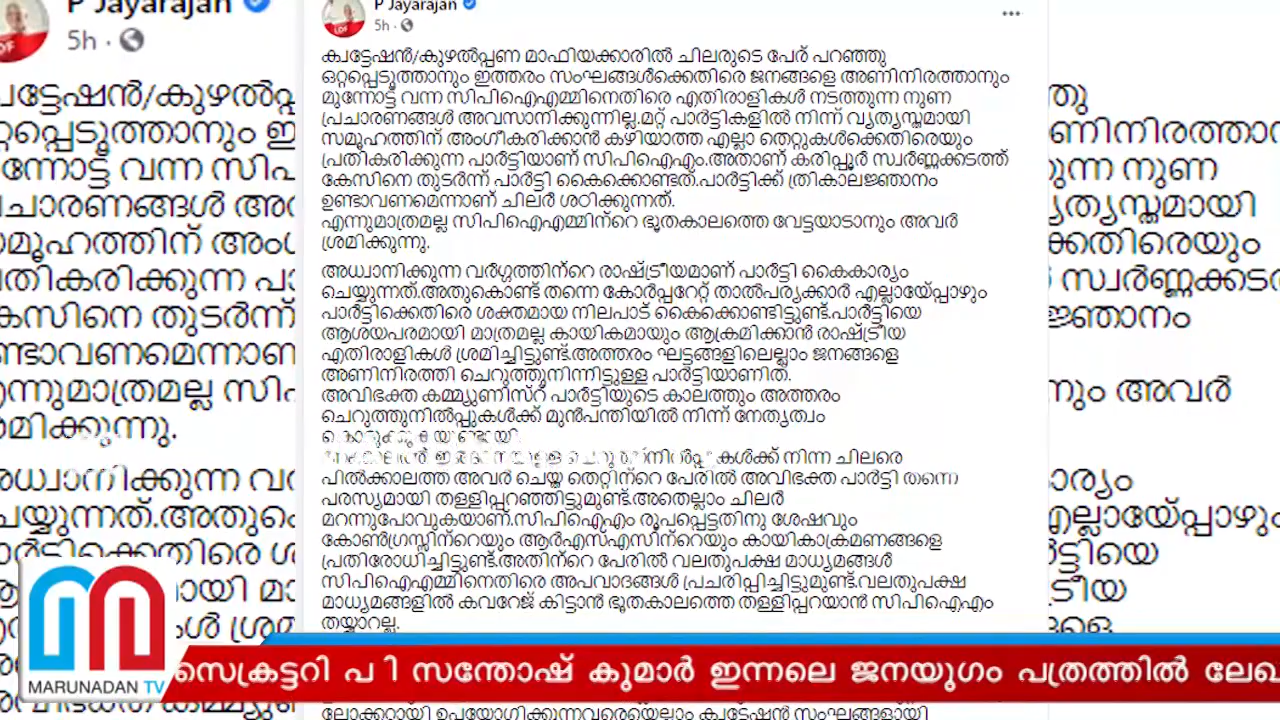 P Jayarajan
5h
ക്വട്ടേഷൻ/കുഴൽപ്പണ മാഫിയക്കാരിൽ ചിലരുടെ പേര് പറഞ്ഞു
ഒറ്റപ്പെടുത്താനും ഇത്തരം സംഘങ്ങൾക്കെതിരെ ജനങ്ങളെ അണിനിരത്താനും
മുന്നോട്ട് വന്ന സിപിഐഎമ്മിനെതിരെ എതിരാളികൾ നടത്തുന്ന നുണ
പ്രചാരണങ്ങൾ അവസാനിക്കുന്നില്ല.മറ്റ് പാർട്ടികളിൽ നിന്ന് വ്യത്യസ്തമായി
സമൂഹത്തിന് അംഗീകരിക്കാൻ കഴിയാത്ത എല്ലാ തെറ്റുകൾക്കെതിരെയും
പ്രതികരിക്കുന്ന പാർട്ടിയാണ് സിപിഐഎം.അതാണ് കരിപ്പൂർ സ്വർണ്ണക്കടത്ത്
കേസിനെ തുടർന്ന് പാർട്ടി കൈക്കൊണ്ടത്.പാർട്ടിക്ക് ത്രികാലജ്ഞാനം
ഉണ്ടാവണമെന്നാണ് ചിലർ ശഠിക്കുന്നത്.
എന്നുമാത്രമല്ല സിപിഐഎമ്മിന്റെ ഭൂതകാലത്തെ വേട്ടയാടാനും അവർ
ശ്രമിക്കുന്നു.
അധ്വാനിക്കുന്ന വർഗ്ഗത്തിന്റെ രാഷ്ട്രീയമാണ് പാർട്ടി കൈകാര്യം
ചെയ്യുന്നത്.അതുകൊണ്ട് തന്നെ കോർപ്പറേറ്റ് താൽപര്യക്കാർ എല്ലായ്പ്പോഴും
പാർട്ടിക്കെതിരെ ശക്തമായ നിലപാട് കൈക്കൊണ്ടിട്ടുണ്ട്.പാർട്ടിയെ
ആശയപരമായി മാത്രമല്ല കായികമായും ആക്രമിക്കാൻ രാഷ്ട്രീയ
എതിരാളികൾ ശ്രമിച്ചിട്ടുണ്ട്.അത്തരം ഘട്ടങ്ങളിലെല്ലാം ജനങ്ങളെ
അണിനിരത്തി ചെറുത്തുനിന്നിട്ടുള്ള പാർട്ടിയാണിത്.
അവിഭക്ത കമ്മ്യുണിസ്റ്റ് പാർട്ടിയുടെ കാലത്തും അത്തരം
ചെറുത്തുനിൽപ്പുകൾക്ക് മുൻപന്തിയിൽ നിന്ന് നേതൃത്വം
നിന്ന ചിലരെ
പിൽക്കാലത്ത് അവർ ചെയ്ത തെറ്റിന്റെ പേരിൽ അവിഭക്ത പാർട്ടി തന്നെ
പരസ്യമായി തള്ളിപ്പറഞ്ഞിട്ടുമുണ്ട്.അതെല്ലാം ചിലർ
മറന്നുപോവുകയാണ്.സിപിഐഎം രൂപപ്പെട്ടതിനു ശേഷവും
കോൺഗ്രസ്സിന്റെയും ആർഎസ്എസിന്റെയും കായികാക്രമണങ്ങളെ
പ്രതിരോധിച്ചിട്ടുണ്ട്.അതിന്റെ പേരിൽ വലതുപക്ഷ മാധ്യമങ്ങൾ
സിപിഐഎമ്മിനെതിരെ അപവാദങ്ങൾ പ്രചരിപ്പിച്ചിട്ടുമുണ്ട്.വലതുപക്ഷ
മാധ്യമങ്ങളിൽ കവറേജ് കിട്ടാൻ ഭൂതകാലത്തെ തള്ളിപ്പറയാൻ സിപിഐഎം
തയ്യാറല്ല.
MARUNADAN TV
സെക്രട്ടറി പി സന്തോഷ് കുമാർ ഇന്നലെ ജനയുഗം പത്രത്തിൽ
ലോക്കറായി ഉപയോഗിക്കുന്നവരെയെല്ലാം ക്വട്ടേഷൻ സംഘങ്ങളായി